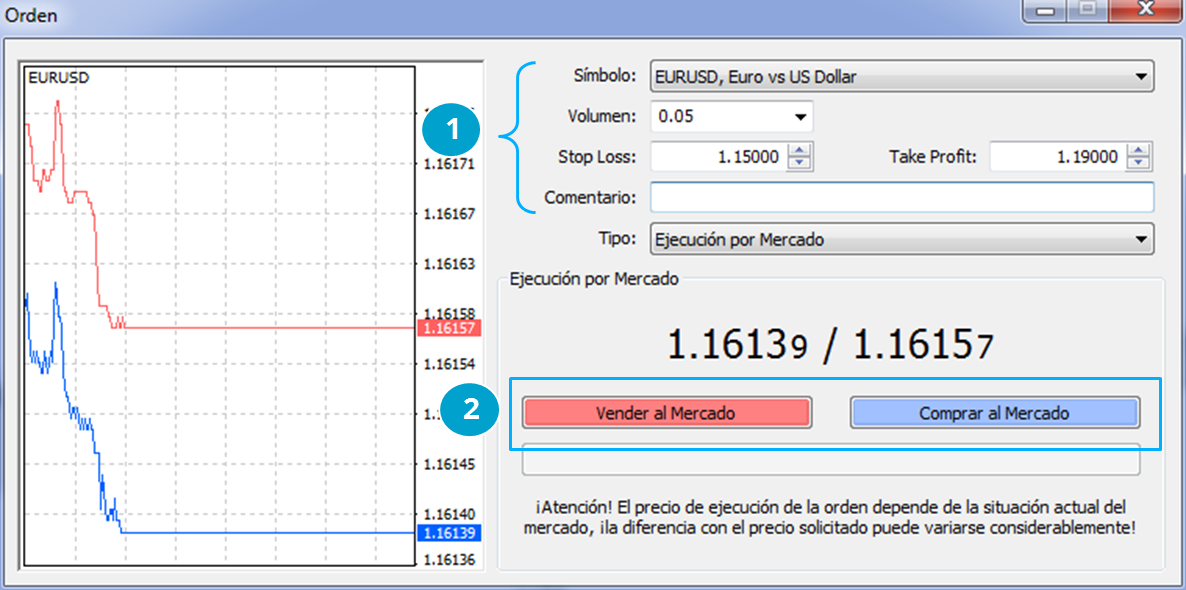 Orden
EURUSD
1.16171
1.16167
1.16163
1.16158
1.16157
1.16154
1.16145
1.16140
1.16139
1.16136
1
Símbolo: EURUSD, Euro vs US Dollar
Volumen: 0.05
Stop Loss: 1.15000 Take Profit: 1.19000
Comentario:
Tipo: Ejecución por Mercado
Ejecución por Mercado
1.16139 / 1.16157
2
Vender al Mercado Comprar al Mercado
¡Atención! El precio de ejecución de la orden depende de la situación actual del
mercado, ¡la diferencia con el precio solicitado puede variarse considerablemente!